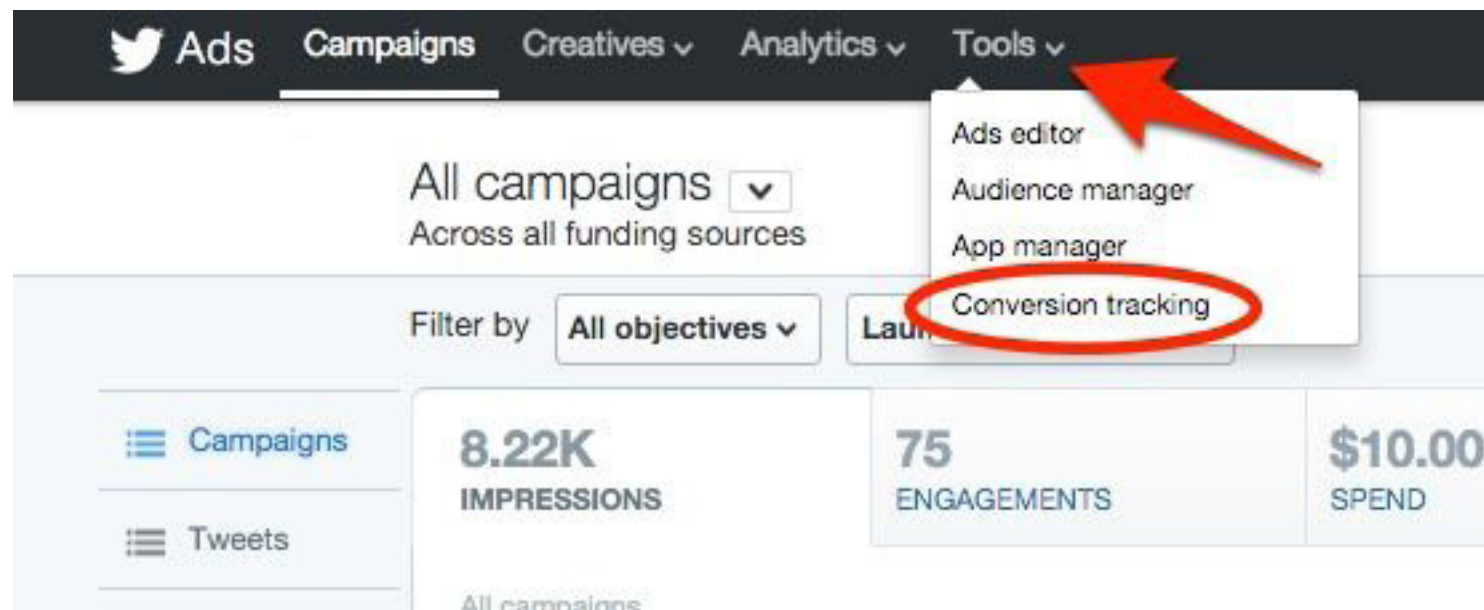 Ads Campaigns Creatives Analytics Tools
Ads editor
Audience manager
App manager
Conversion tracking
All campaigns
Across all funding sources
Filter by All objectives
Campaigns
Tweets
8.22K
IMPRESSIONS
75
ENGAGEMENTS
$10.00
SPEND
All campaigns